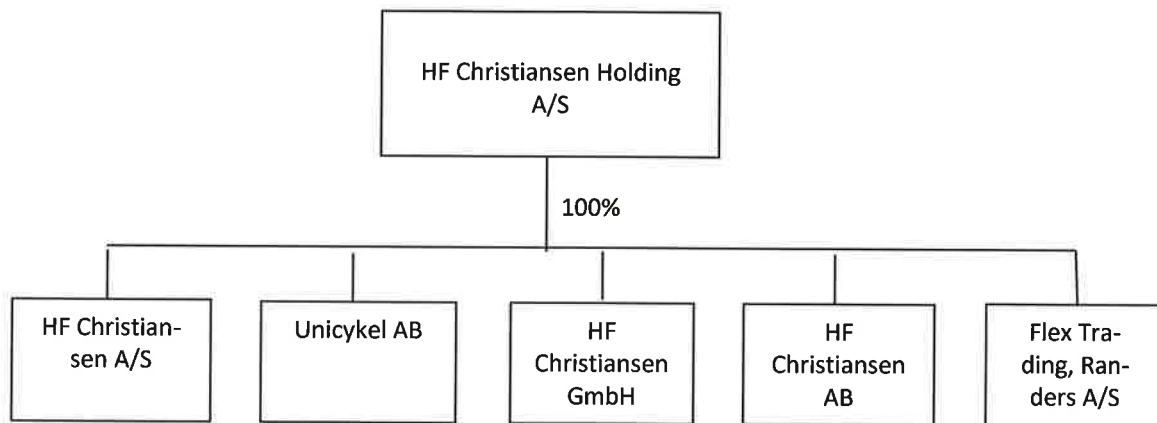 HF Christiansen Holding
A/S
100%
HF Christian-
sen A/S
Unicykel AB
HF
Christiansen
GmbH
HF
Christiansen
AB
Flex Tra-
ding, Ran-
ders A/S